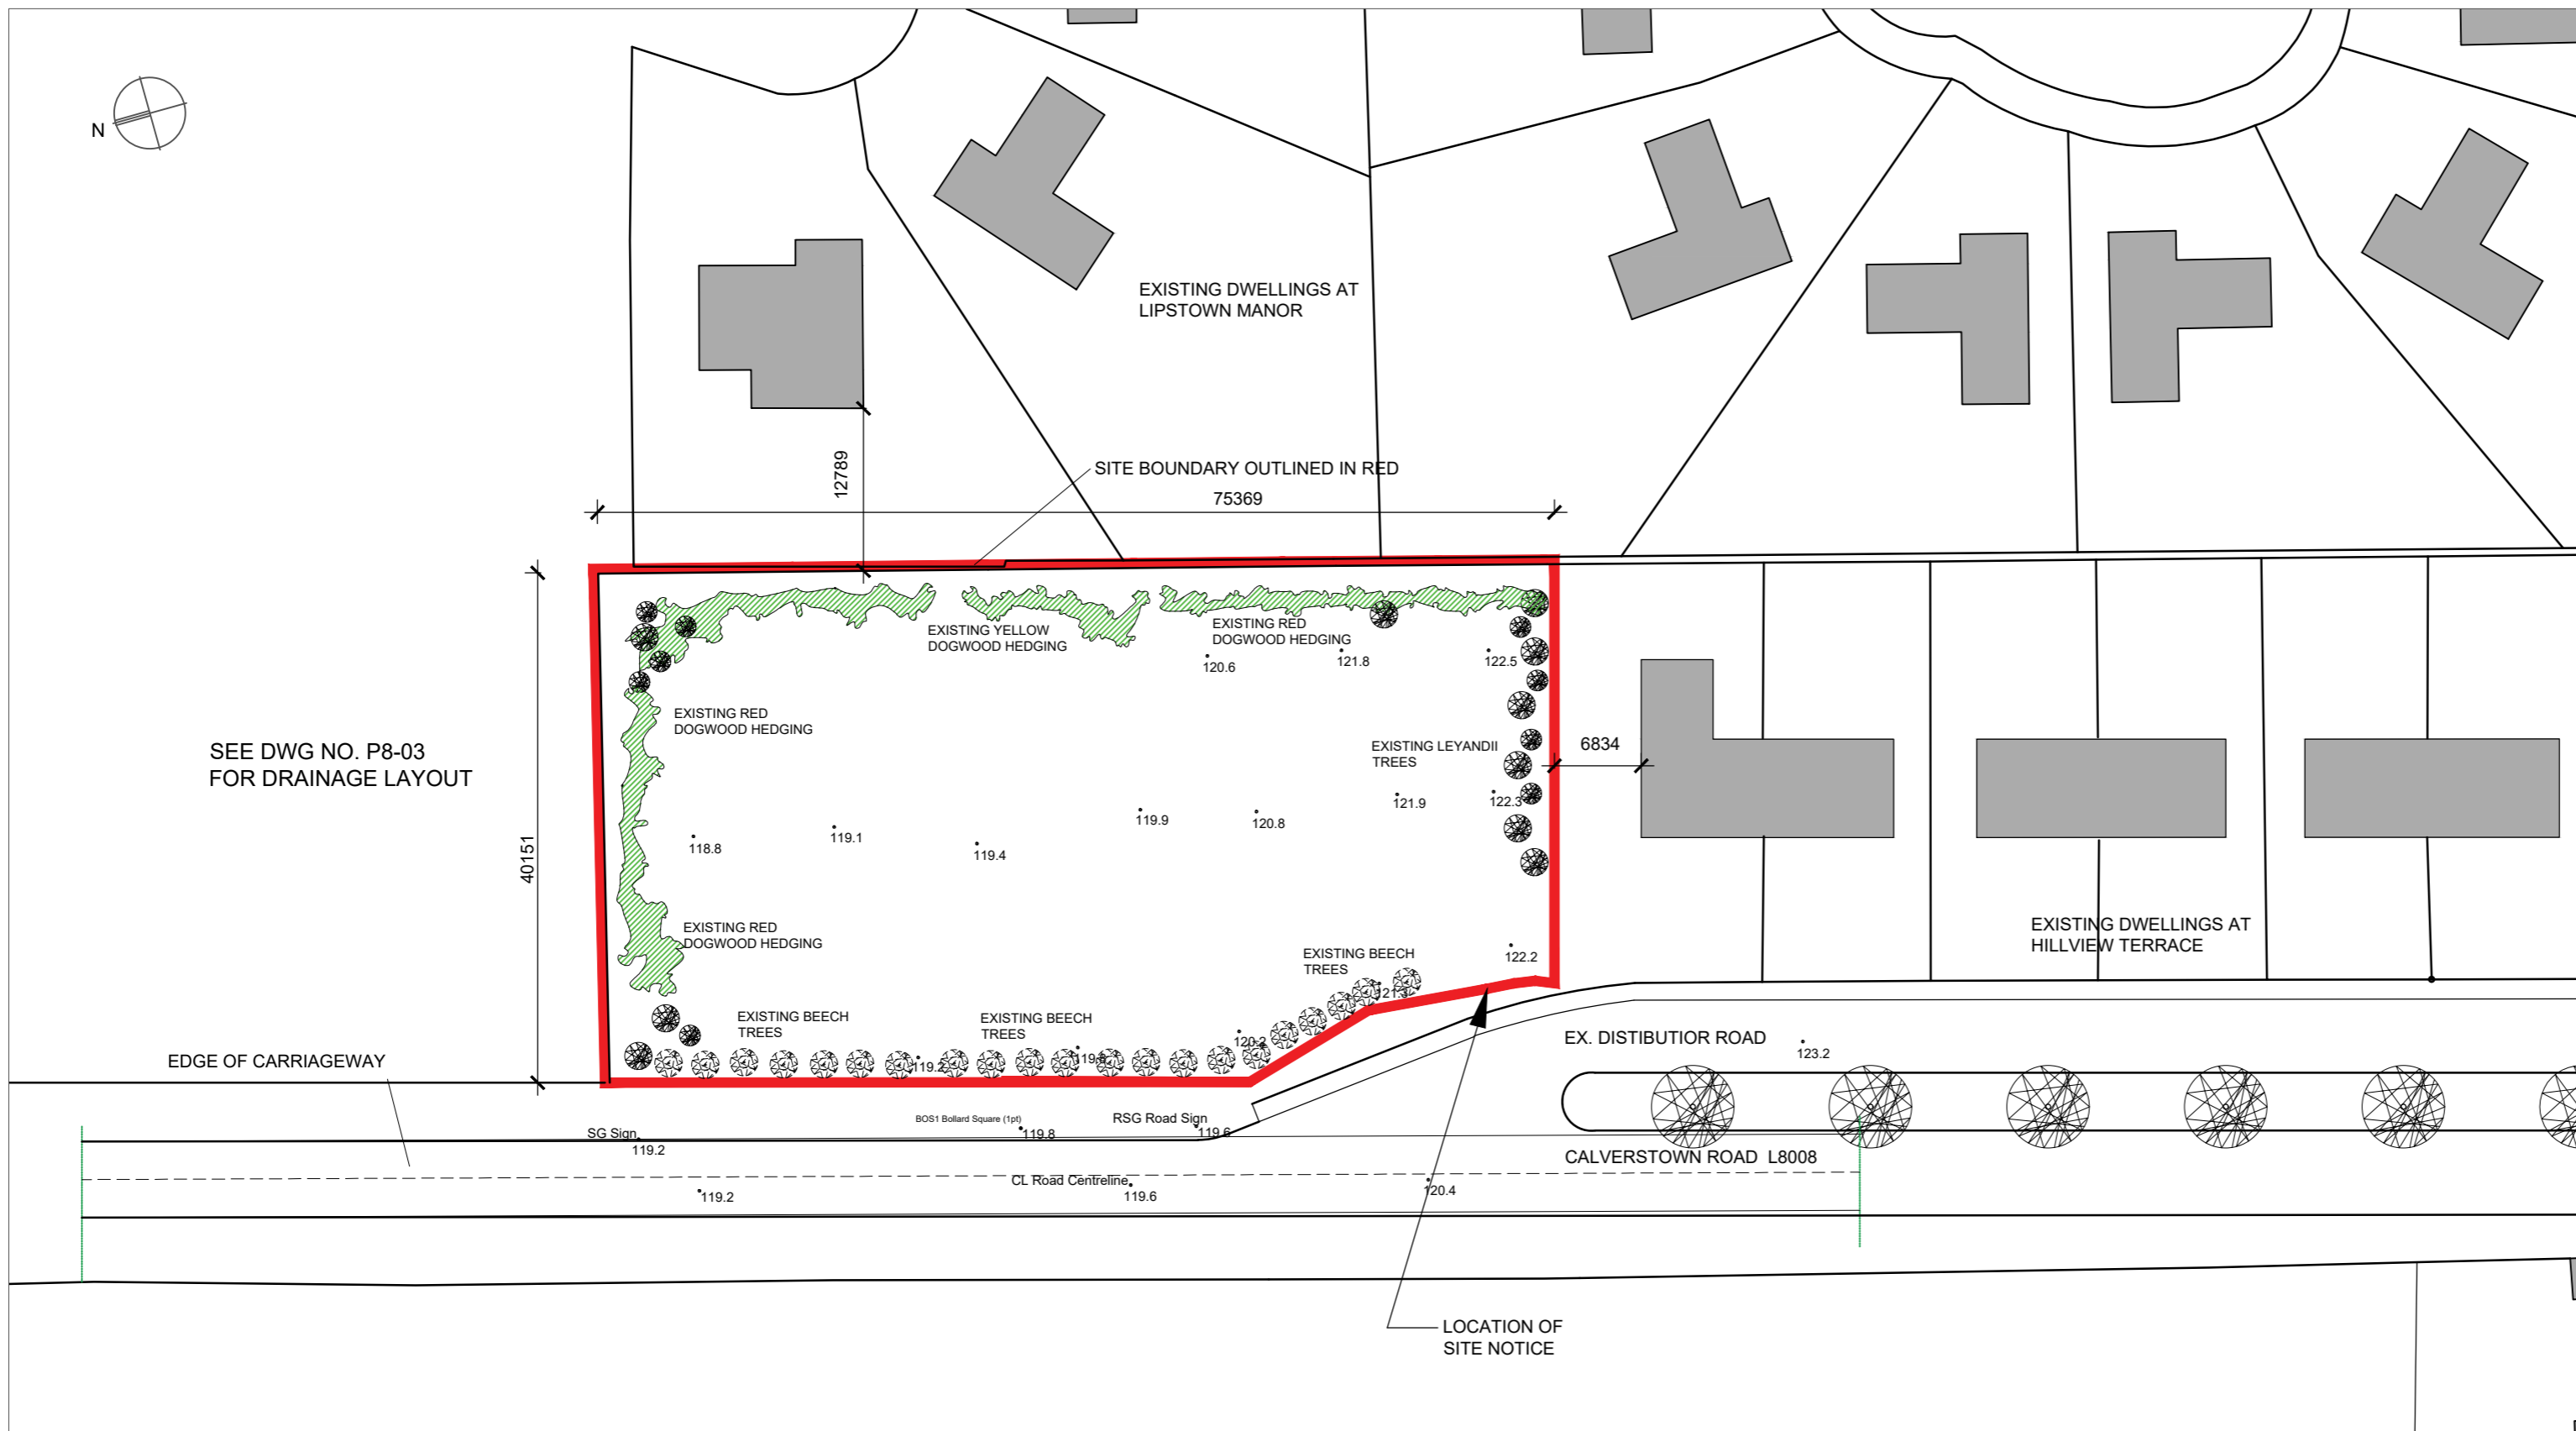 N
EXISTING DWELLINGS AT
LIPSTOWN MANOR
12789
SITE BOUNDARY OUTLINED IN RED
75369
EXISTING YELLOW
DOGWOOD HEDGING
EXISTING RED
DOGWOOD HEDGING
120.6
121.8
122.5
EXISTING RED
DOGWOOD HEDGING
SEE DWG NO. P8-03
FOR DRAINAGE LAYOUT
EXISTING LEYANDII
TREES
6834
40151
118.8
119.1
119.4
119.9
120.8
121.9
122.3
EXISTING RED
DOGWOOD HEDGING
EXISTING DWELLINGS AT
HILLVIEW TERRACE
EXISTING BEECH
TREES
122.2
121.3
EXISTING BEECH
TREES
EXISTING BEECH
TREES
EDGE OF CARRIAGEWAY
119.2
120.2
EX. DISTIBUTIOR ROAD
123.2
SG Sign
119.2
BOS1 Bollard Square (1pt)
119.8
RSG Road Sign
119.6
CALVERSTOWN ROAD L8008
119.2
CL Road Centreline
119.6
120.4
LOCATION OF
SITE NOTICE